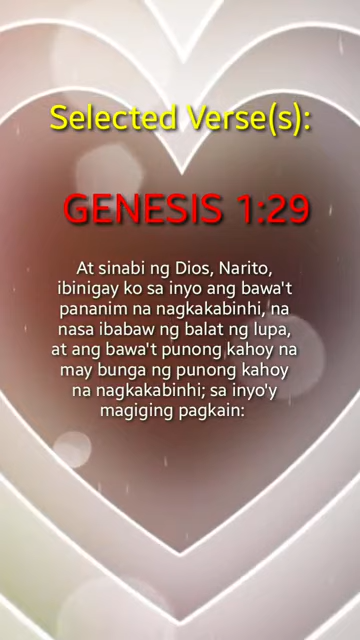 Selected Verse(s):
GENESIS 1:29
At sinabi ng Dios, Narito,
ibinigay ko sa inyo ang bawa't
pananim na nagkakabinhi, na
nasa ibabaw ng balat ng lupa,
at ang bawa't punong kahoy na
may bunga ng punong kahoy
na nagkakabinhi; sa inyo'y
magiging pagkain: